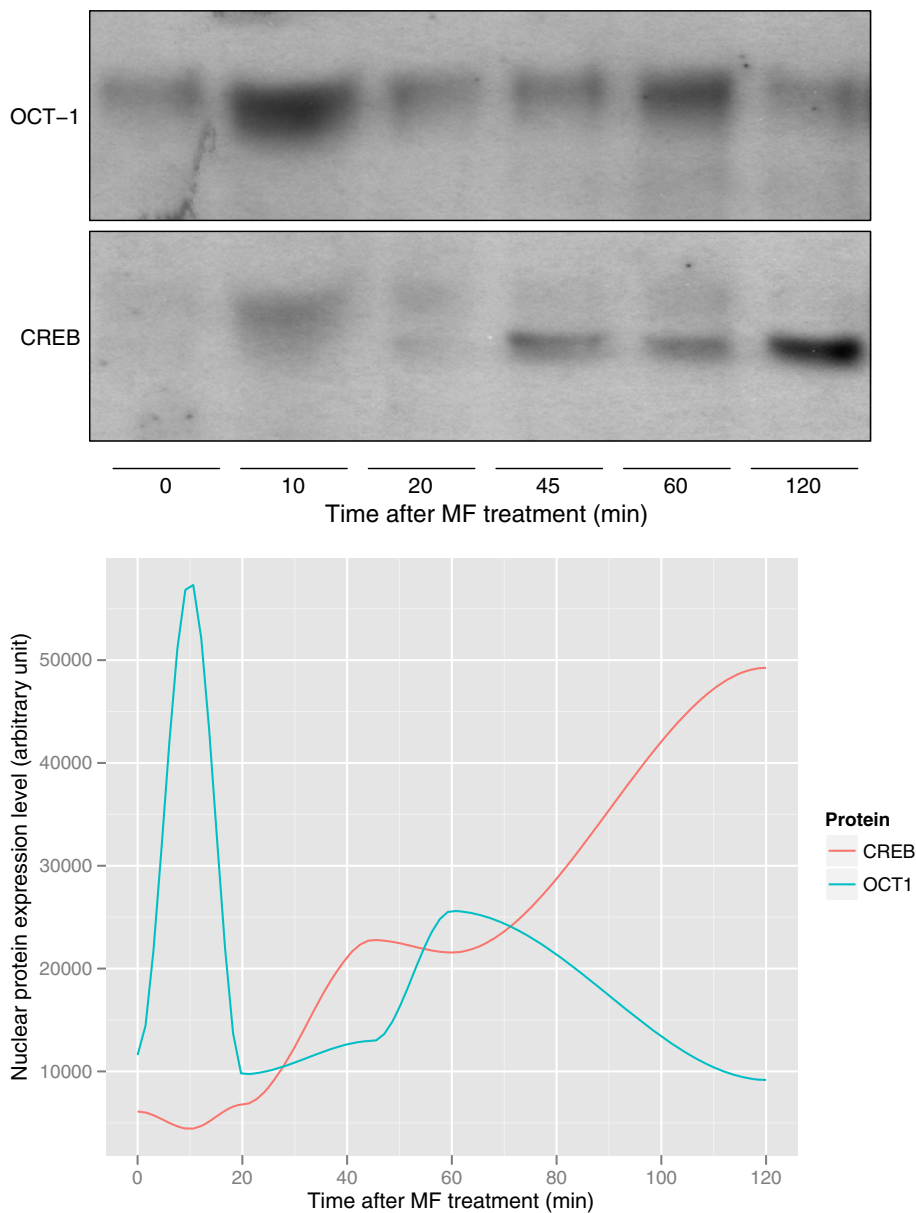 OCT−1
CREB
0 10 20 45 60 120
Time after MF treatment (min)
Nuclear protein expression level (arbitrary unit)
50000
40000
30000
20000
10000
0 20 40 60 80 100 120
Time after MF treatment (min)
Protein
CREB
OCT1